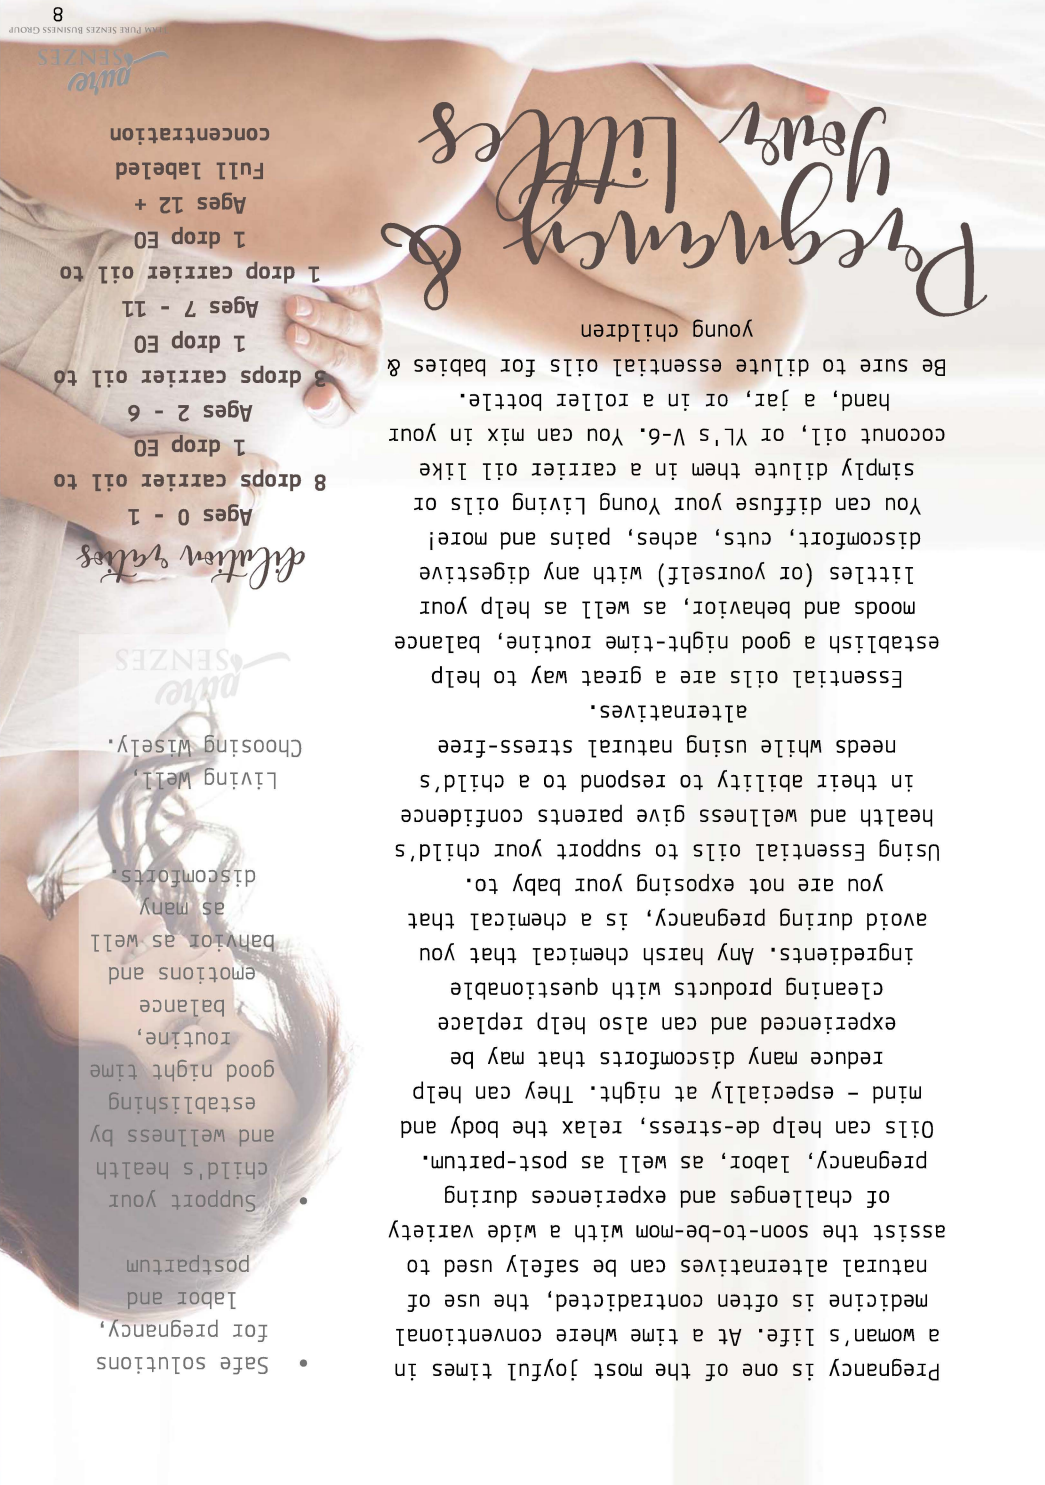 Pregnancy is one of the most joyful times in
a woman’s life. At a time where conventional
medicine is often contradicted, the use of
natural alternatives can be safely used to
assist the soon-to-be-mom with a wide variety
of challenges and experiences during
pregnancy, labor, as well as post-partum.
Oils can help de-stress, relax the body and
mind – especially at night. They can help
reduce many discomforts that may be
experienced and can also help replace
cleaning products with questionable
ingredients. Any harsh chemical that you
avoid during pregnancy, is a chemical that
you are not exposing your baby to.
Using Essential oils to support your child’s
health and wellness give parents confidence
in their ability to respond to a child’s
needs while using natural stress-free
alternatives.
Essential oils are a great way to help
establish a good night-time routine, balance
moods and behavior, as well as help your
littles (or yourself) with any digestive
discomfort, cuts, aches, pains and more!
You can diffuse your Young Living oils or
simply dilute them in a carrier oil like
coconut oil, or YL's V-6. You can mix in your
hand, a jar, or in a roller bottle.
Be sure to dilute essential oils for babies &
young children
Pregnancy &
your Littles
• Safe solutions
for pregnancy,
labor and
postpartum
• Support your
child's health
and wellness by
establishing
good night time
routine,
balance
emotions and
bahvior as well
as many
discomforts.
Living Well,
Choosing Wisely.
pure
SENZES
dilution ratios
Ages 0 - 1
8 drops carrier oil to
1 drop EO
Ages 2 - 6
3 drops carrier oil to
1 drop EO
Ages 7 - 11
1 drop carrier oil to
1 drop EO
Ages 12 +
Full labeled
concentration
pure
SENZES
TEAM PURE SENZES BUSINESS GROUP
8